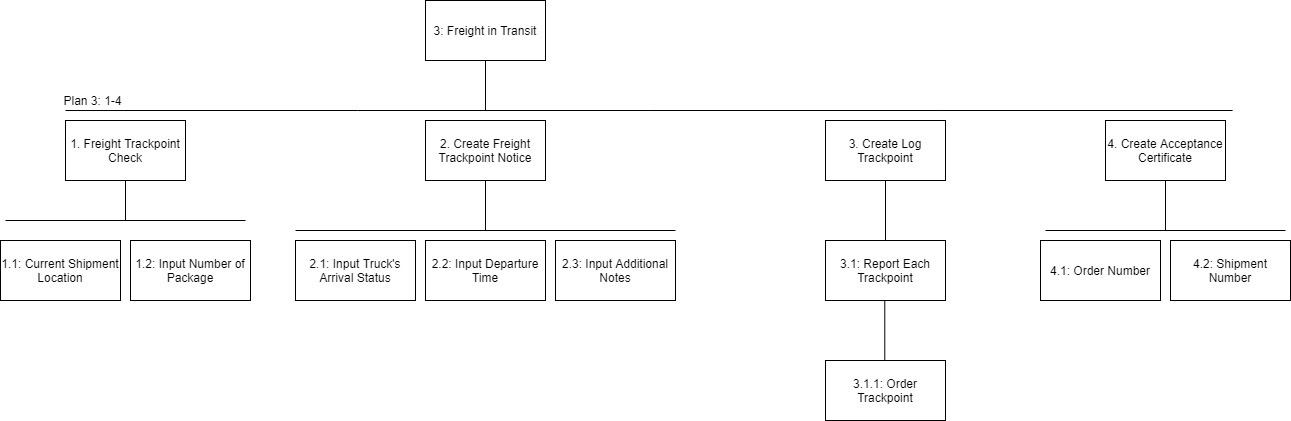 3: Freight in Transit
Plan 3: 1-4
1. Freight Trackpoint
Check
2. Create Freight
Trackpoint Notice
3. Create Log
Trackpoint
4. Create Acceptance
Certificate
1.1: Current Shipment
Location
1.2: Input Number of
Package
2.1: Input Truck's
Arrival Status
2.2: Input Departure
Time
2.3: Input Additional
Notes
3.1: Report Each
Trackpoint
4.1: Order Number
4.2: Shipment
Number
3.1.1: Order
Trackpoint